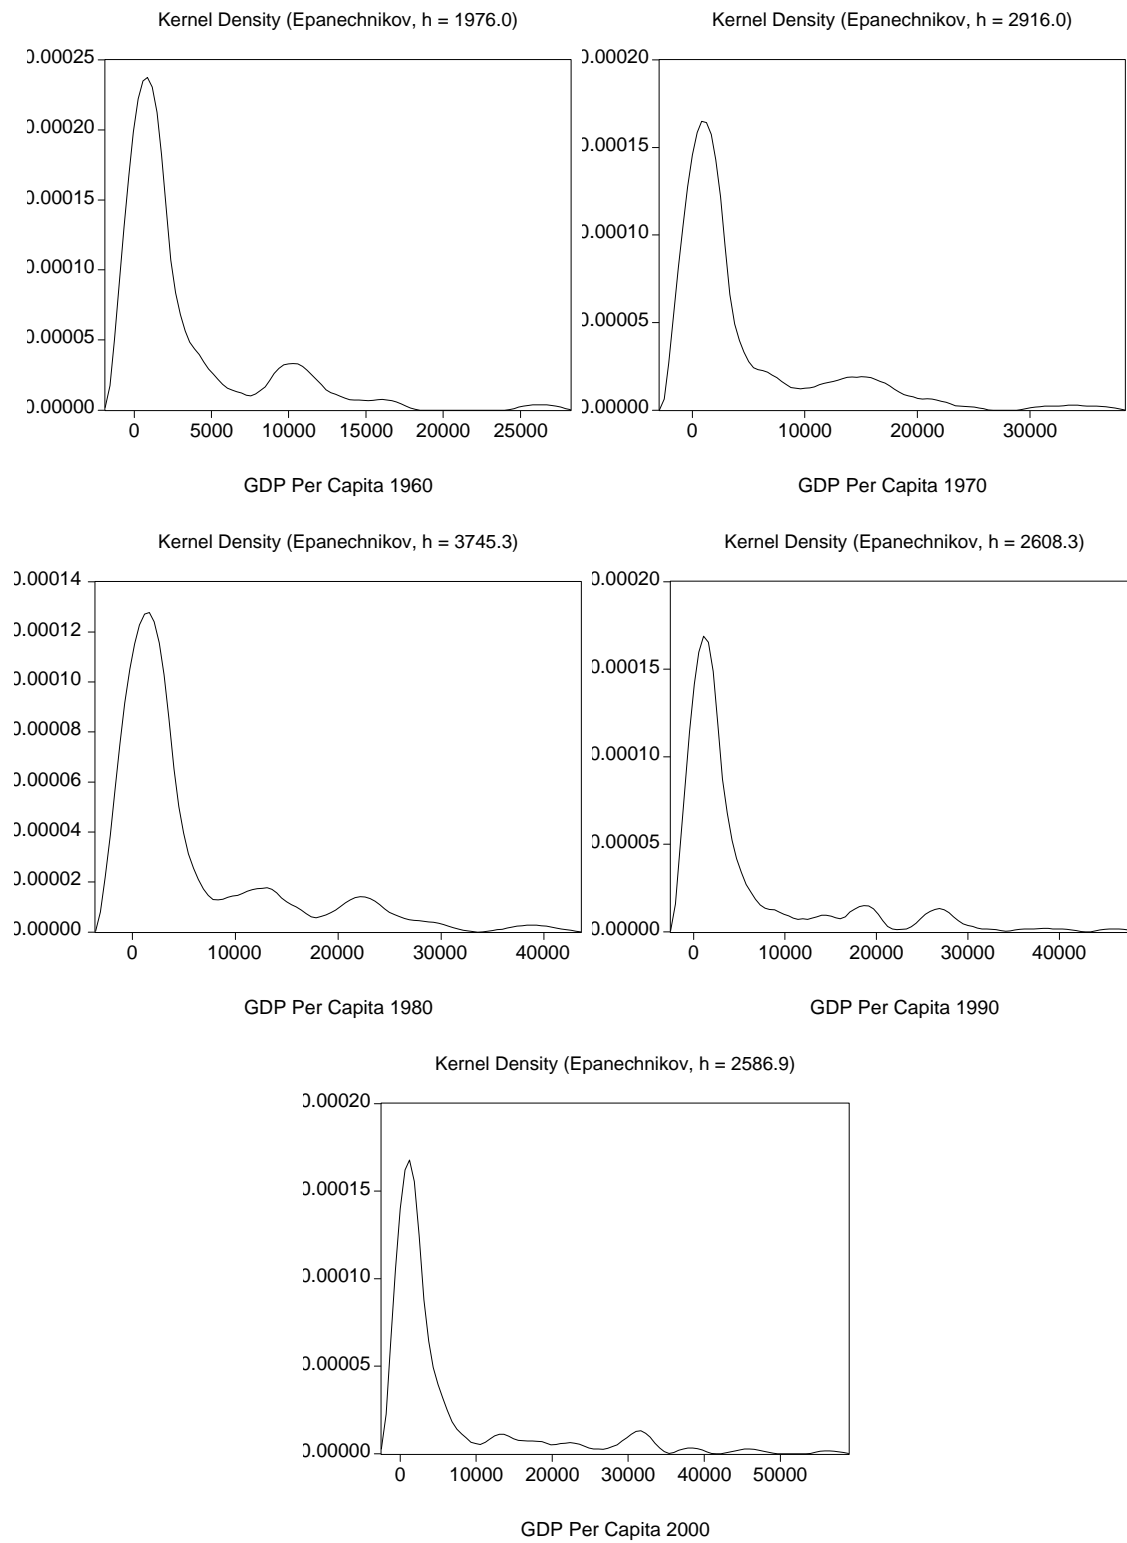 Kernel Density (Epanechnikov, h = 1976.0)
0.00025
0.00020
0.00015
0.00010
0.00005
0.00000
0 5000 10000 15000 20000 25000
GDP Per Capita 1960
Kernel Density (Epanechnikov, h = 2916.0)
0.00020
0.00015
0.00010
0.00005
0.00000
0 10000 20000 30000
GDP Per Capita 1970
Kernel Density (Epanechnikov, h = 3745.3)
0.00014
0.00012
0.00010
0.00008
0.00006
0.00004
0.00002
0.00000
0 10000 20000 30000 40000
GDP Per Capita 1980
Kernel Density (Epanechnikov, h = 2608.3)
0.00020
0.00015
0.00010
0.00005
0.00000
0 10000 20000 30000 40000
GDP Per Capita 1990
Kernel Density (Epanechnikov, h = 2586.9)
0.00020
0.00015
0.00010
0.00005
0.00000
0 10000 20000 30000 40000 50000
GDP Per Capita 2000